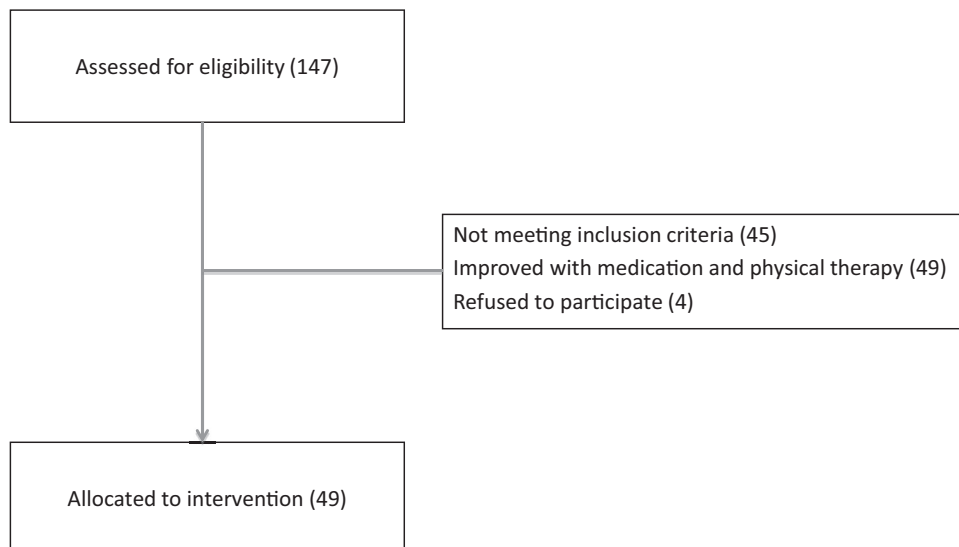 Assessed for eligibility (147)
Not meeting inclusion criteria (45)
Improved with medication and physical therapy (49)
Refused to participate (4)
Allocated to intervention (49)